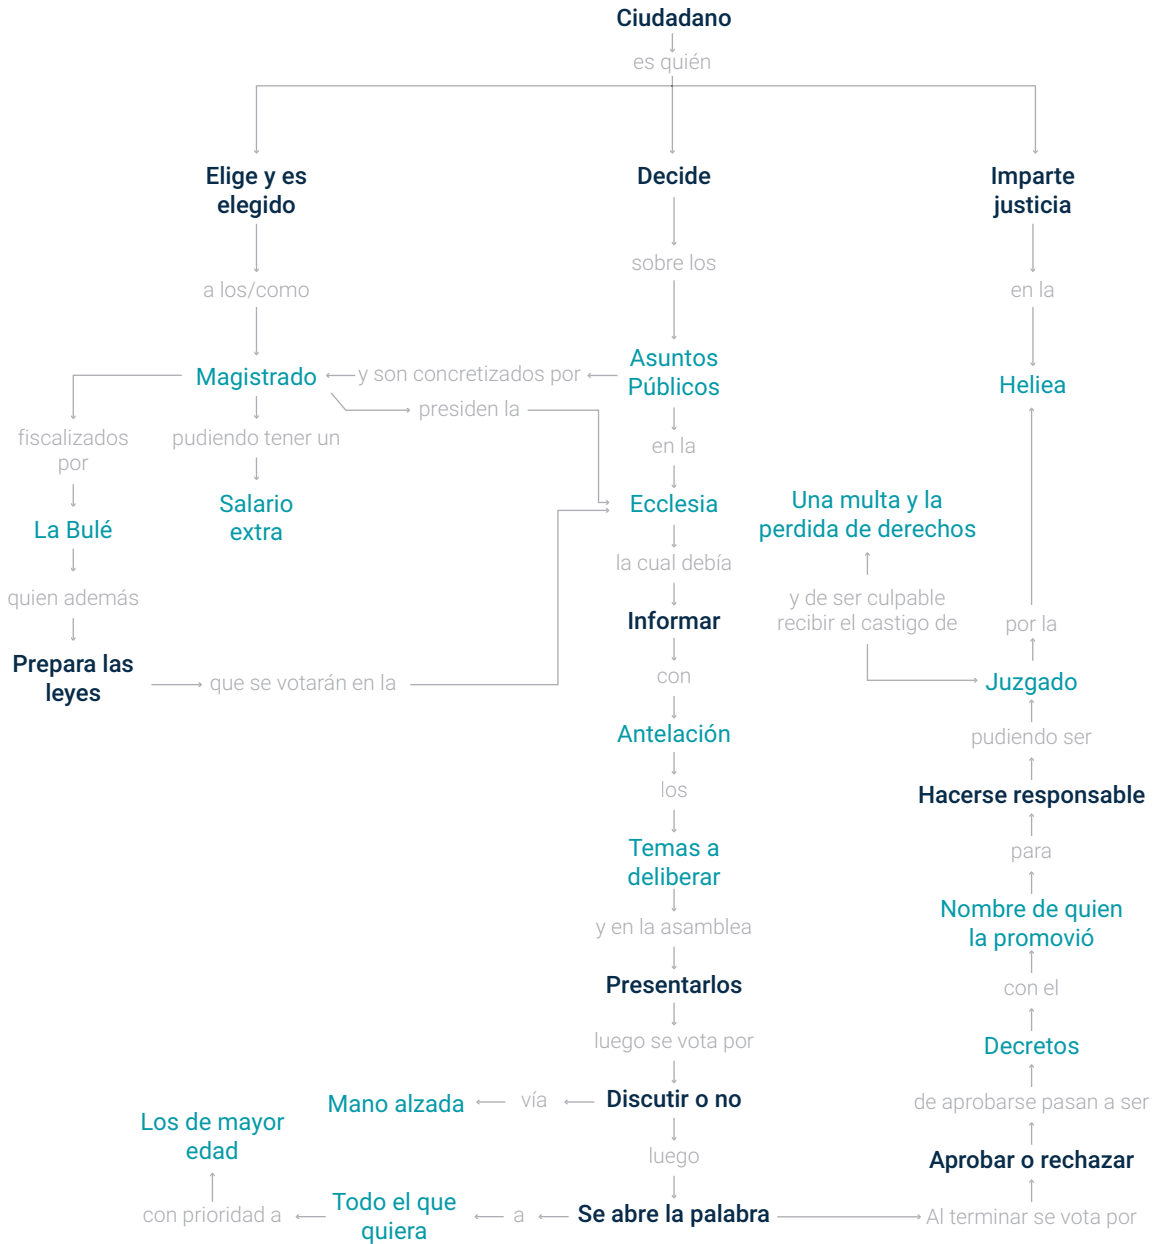 Ciudadano
es quién
Elige y es
elegido
a los/como
Magistrado
fiscalizados
por
La Bulé
quien además
Prepara las
leyes
que se votarán en la
pudiendo tener un
Salario
extra
presiden la
Decide
sobre los
Asuntos
Públicos
y son concretizados por
en la
Ecclesia
la cual debía
Informar
con
Antelación
los
Temas a
deliberar
y en la asamblea
Presentarlos
luego se vota por
Discutir o no
vía
Mano alzada
luego
Se abre la palabra
a
Todo el que
quiera
con prioridad a
Los de mayor
edad
Al terminar se vota por
Aprobar o rechazar
de aprobarse pasan a ser
Decretos
con el
Nombre de quien
la promovió
para
Hacerse responsable
pudiendo ser
Juzgado
y de ser culpable
recibir el castigo de
Una multa y la
perdida de derechos
por la
Imparte
justicia
en la
Heliea